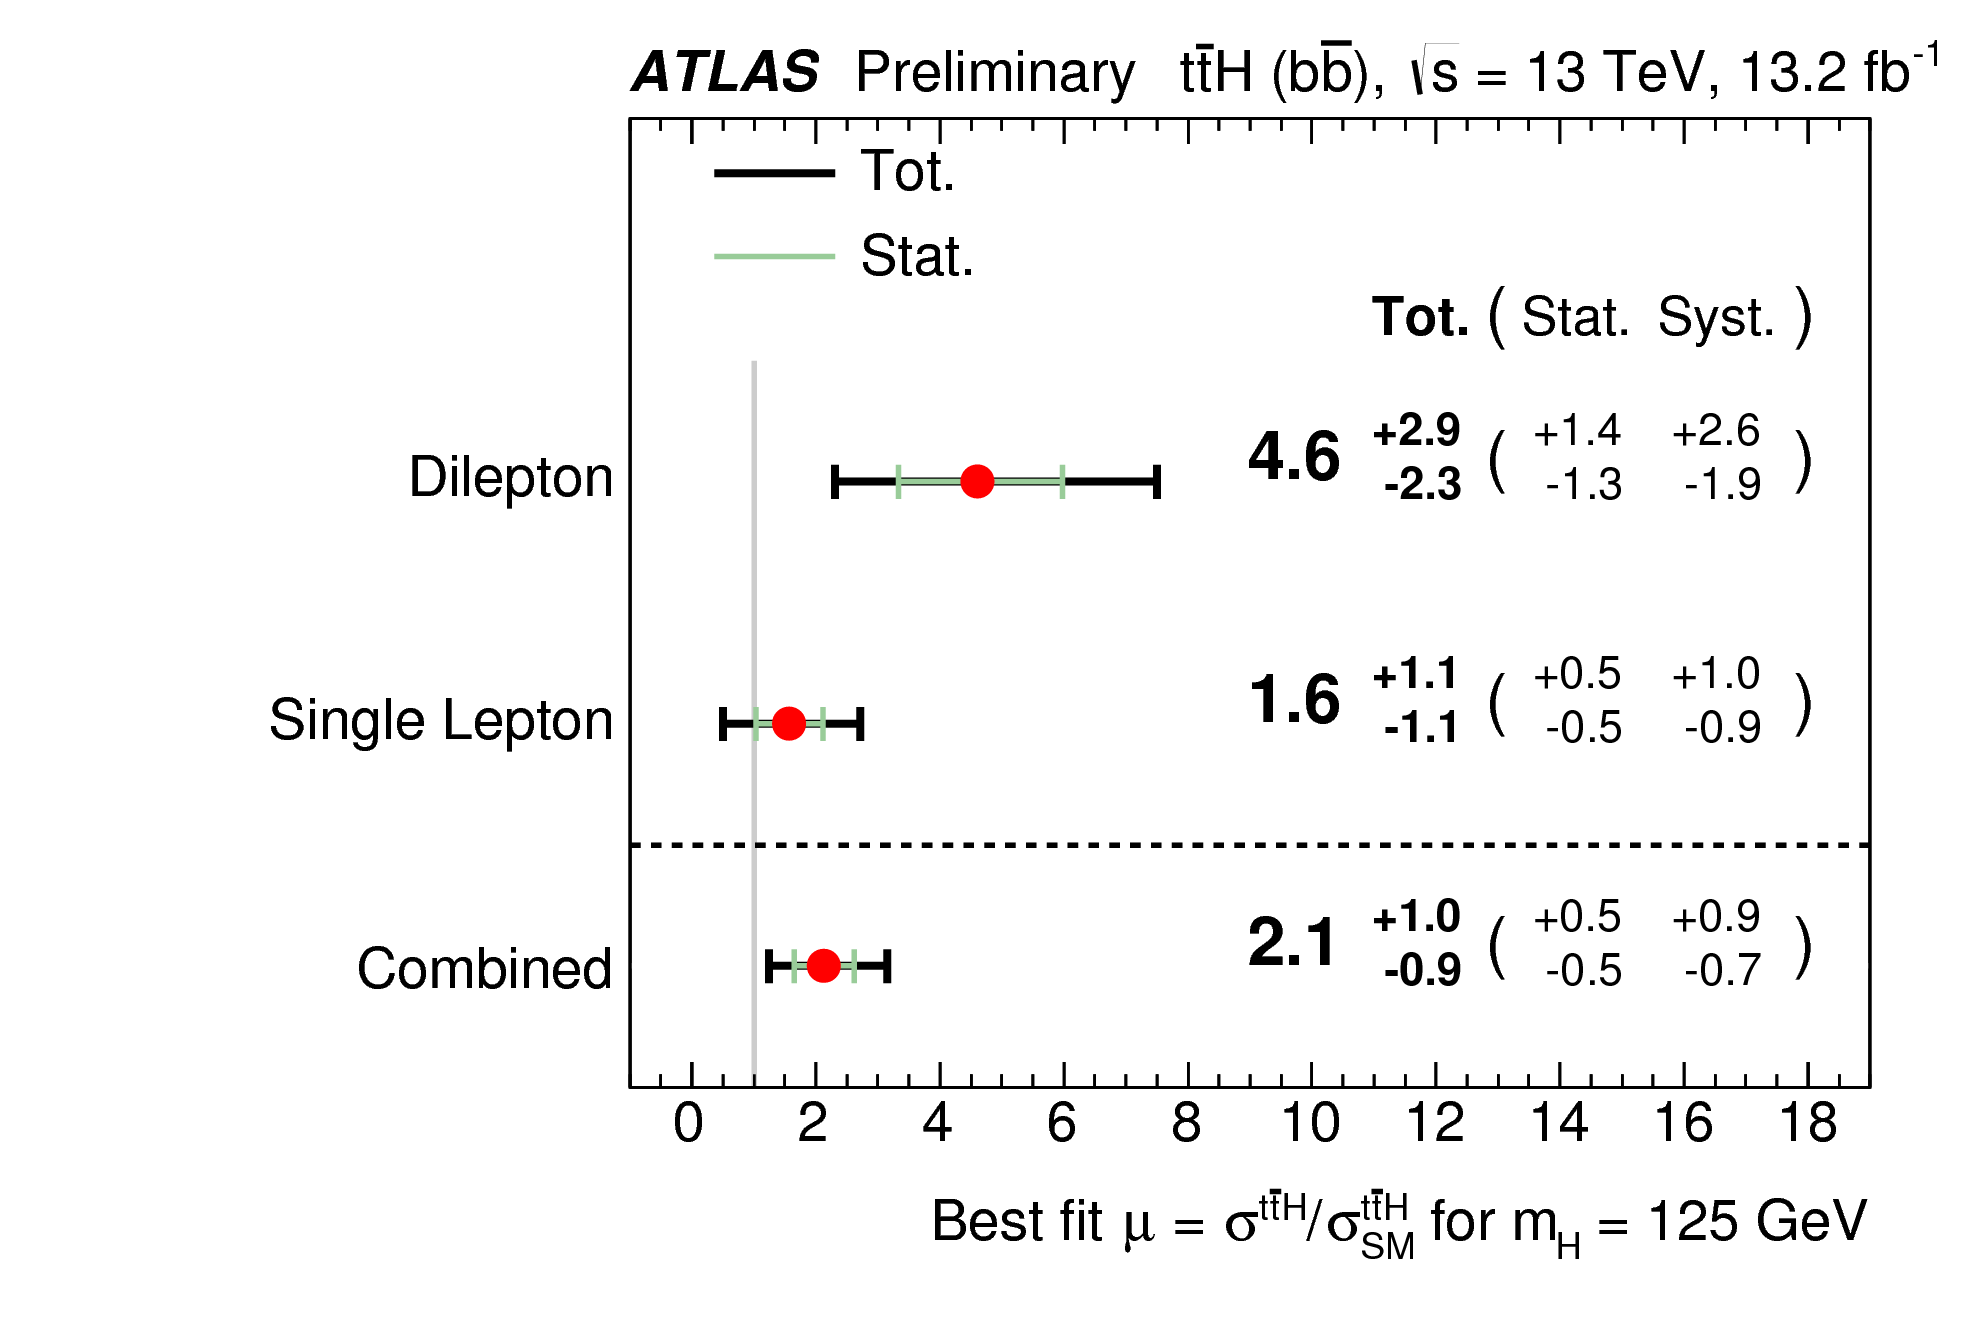 ATLAS Preliminary tt̄H (bb̄), √s = 13 TeV, 13.2 fb⁻¹
Tot.
Stat.
Tot. ( Stat. Syst. )
Dilepton 4.6 +2.9 -2.3 ( +1.4 -1.3 +2.6 -1.9 )
Single Lepton 1.6 +1.1 -1.1 ( +0.5 -0.5 +1.0 -0.9 )
Combined 2.1 +1.0 -0.9 ( +0.5 -0.5 +0.9 -0.7 )
0 2 4 6 8 10 12 14 16 18
Best fit μ = σ^tt̄H/σ_SM^tt̄H for m_H = 125 GeV